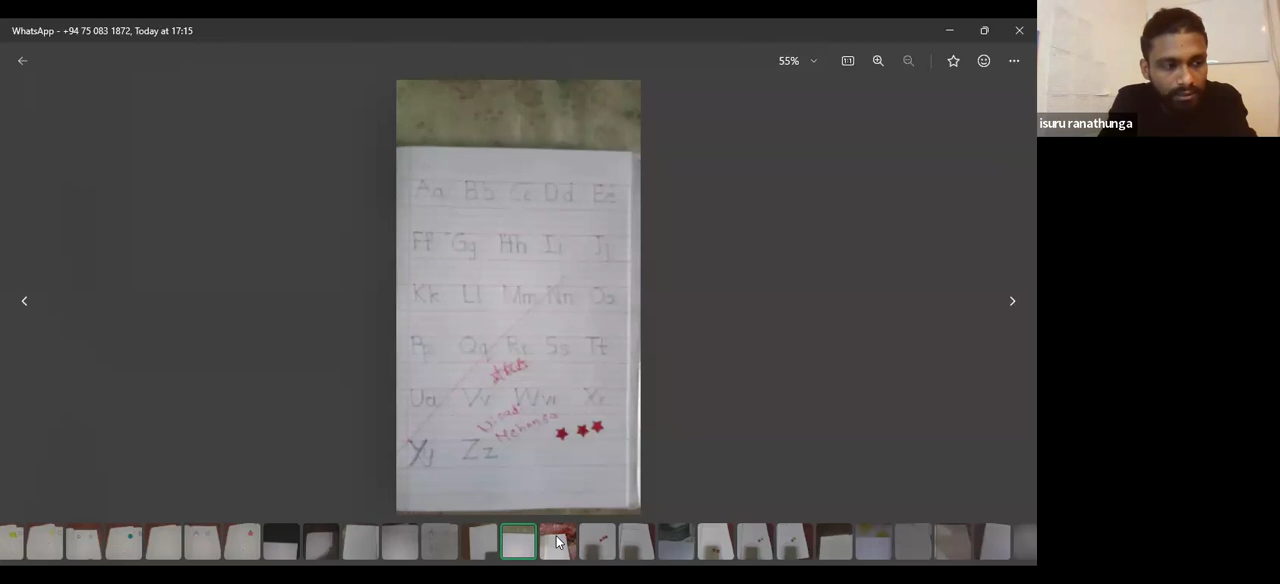 WhatsApp - +94 75 083 1872, Today at 17:15
55%
isuru ranathunga
Aa Bb Cc Dd Ee
Ff Gg Hh Ii Jj
Kk Ll Mm Nn Oo
Pp Qq Rr Ss Tt
Uu Vv Ww Xx
Yy Zz